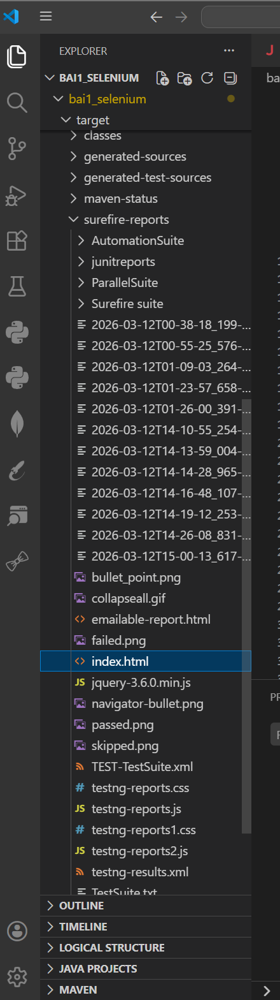 EXPLORER
BAI1_SELENIUM
bai1_selenium
target
classes
generated-sources
generated-test-sources
maven-status
surefire-reports
AutomationSuite
junitreports
ParallelSuite
Surefire suite
2026-03-12T00-38-18_199-...
2026-03-12T00-55-25_576-...
2026-03-12T01-09-03_264-...
2026-03-12T01-23-57_658-...
2026-03-12T01-26-00_391-...
2026-03-12T14-10-55_254-...
2026-03-12T14-13-59_004-...
2026-03-12T14-14-28_965-...
2026-03-12T14-16-48_107-...
2026-03-12T14-19-12_253-...
2026-03-12T14-26-08_831-...
2026-03-12T15-00-13_617-...
bullet_point.png
collapseall.gif
emailable-report.html
failed.png
index.html
JS jquery-3.6.0.min.js
navigator-bullet.png
passed.png
skipped.png
TEST-TestSuite.xml
# testng-reports.css
JS testng-reports.js
# testng-reports1.css
JS testng-reports2.js
testng-results.xml
TestSuite.txt
OUTLINE
TIMELINE
LOGICAL STRUCTURE
JAVA PROJECTS
MAVEN